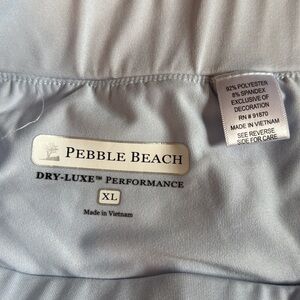 92% POLYESTER
8% SPANDEX
EXCLUSIVE OF
DECORATION
RN # 91870
MADE IN VIETNAM
SEE REVERSE
SIDE FOR CARE
PEBBLE BEACH
DRY-LUXE™ PERFORMANCE
XL
Made in Vietnam